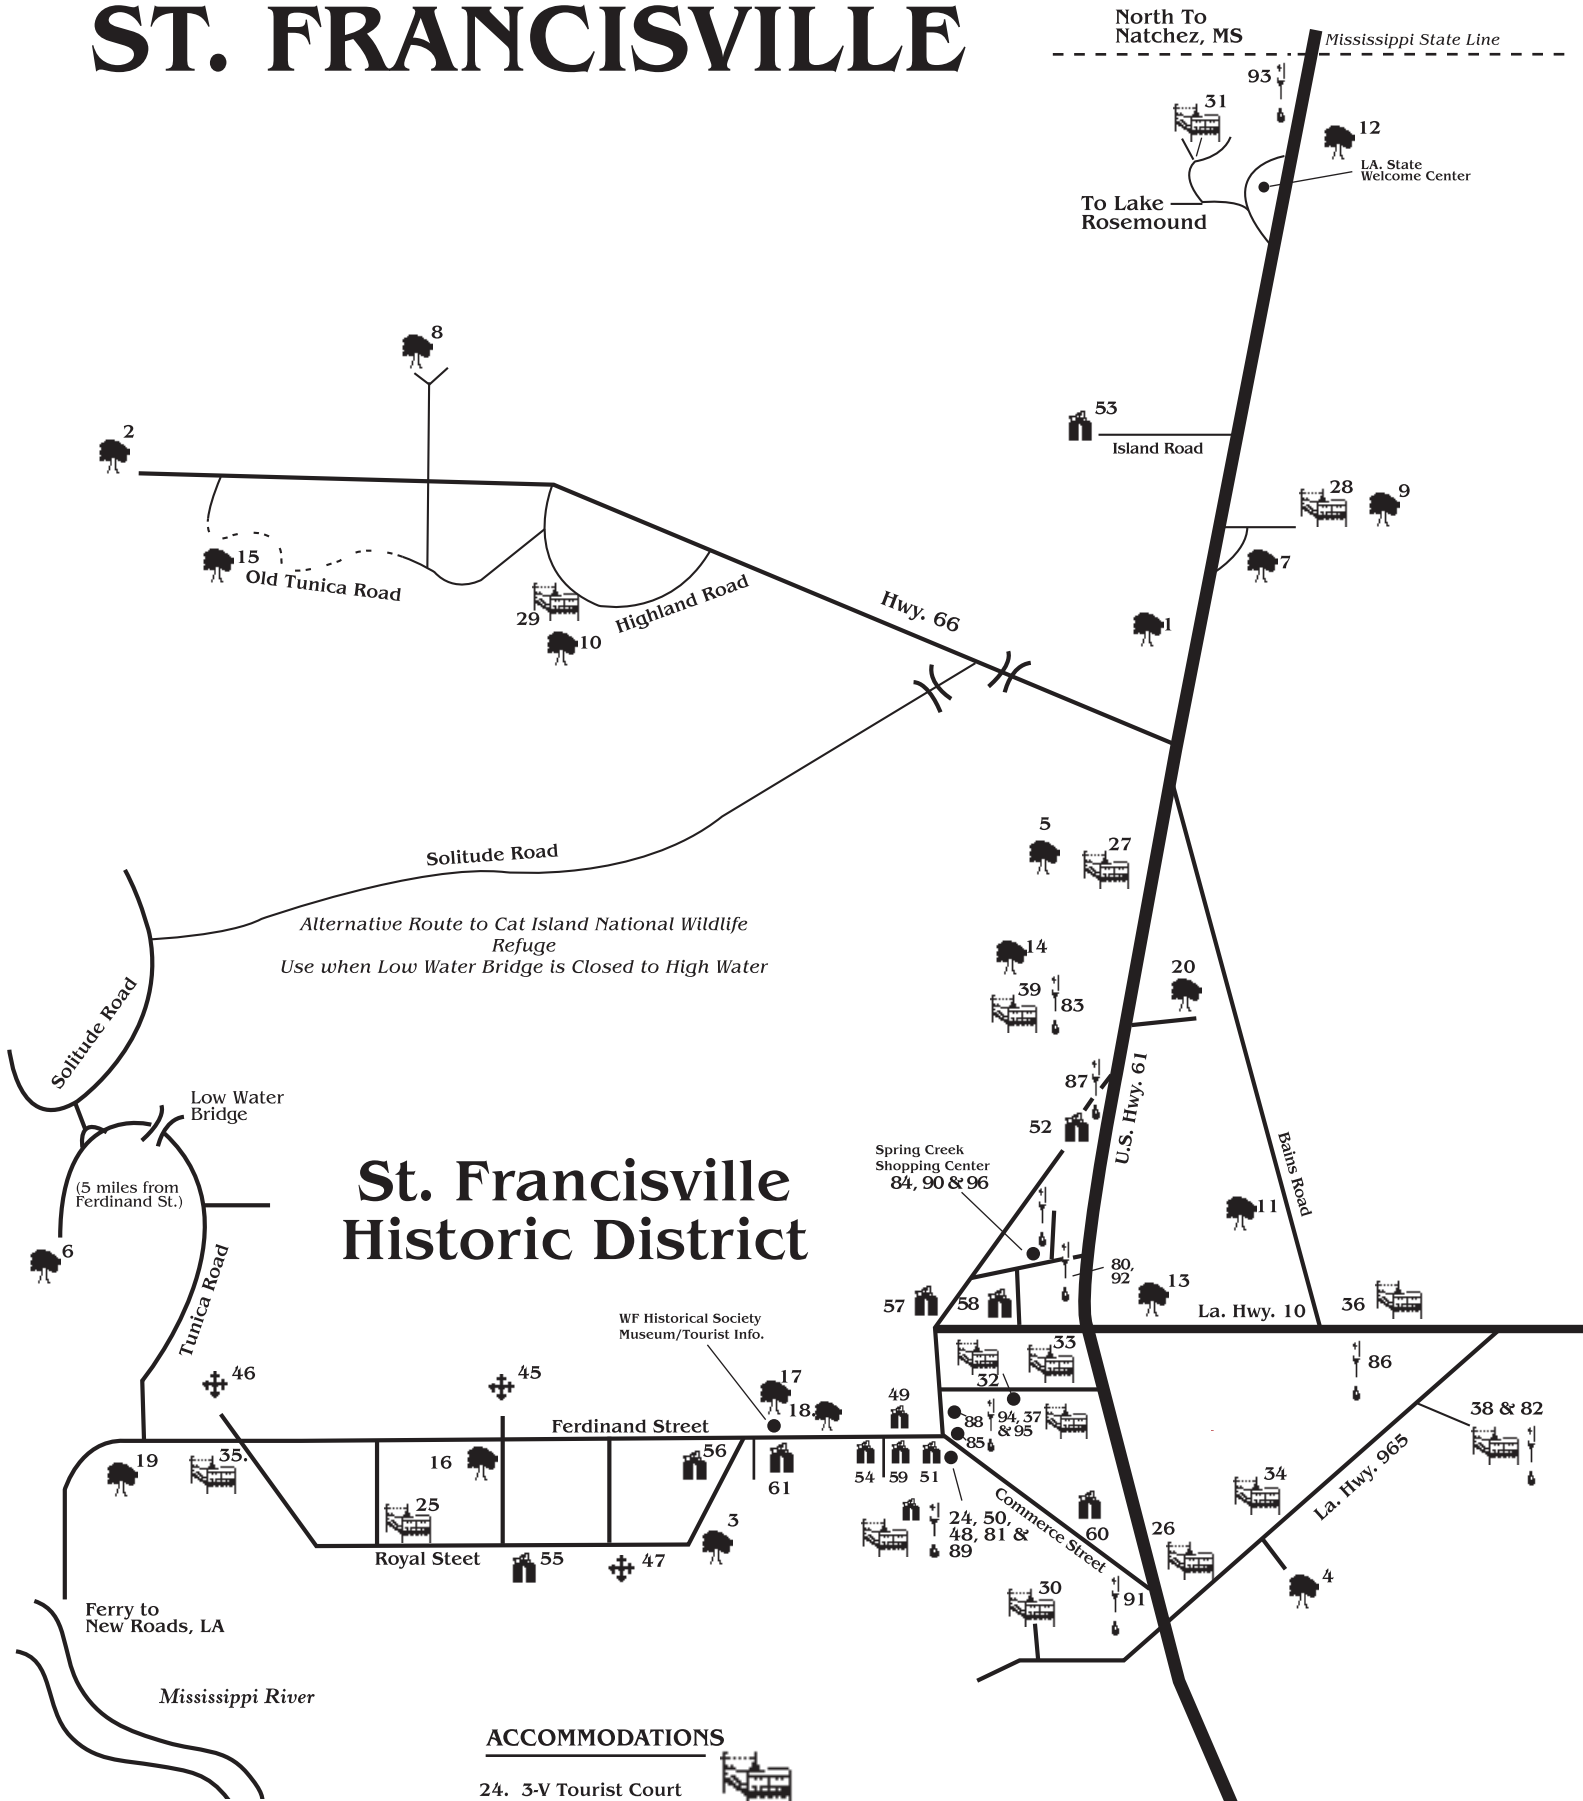 ST. FRANCISVILLE
North To
Natchez, MS
Mississippi State Line
93
31
12
LA. State
Welcome Center
To Lake
Rosemound
8
2
53
Island Road
28
9
15
Old Tunica Road
29
10
Highland Road
7
Hwy. 66
1
5
27
Solitude Road
Alternative Route to Cat Island National Wildlife
Refuge
Use when Low Water Bridge is Closed to High Water
14
39
83
20
Solitude Road
87
52
U.S. Hwy. 61
Low Water
Bridge
(5 miles from
Ferdinand St.)
6
Tunica Road
St. Francisville
Historic District
Spring Creek
Shopping Center
84, 90 & 96
Bains Road
11
80,
92
13
57
58
La. Hwy. 10
36
WF Historical Society
Museum/Tourist Info.
33
32
86
46
45
17
18.
49
88
85
94, 37
& 95
38 & 82
Ferdinand Street
19
35.
16
56
61
54
59
51
La. Hwy. 965
34
25
3
24, 50,
48, 81 &
89
Commerce Street
60
26
Royal Steet
55
47
30
91
4
Ferry to
New Roads, LA
Mississippi River
ACCOMMODATIONS
24. 3-V Tourist Court